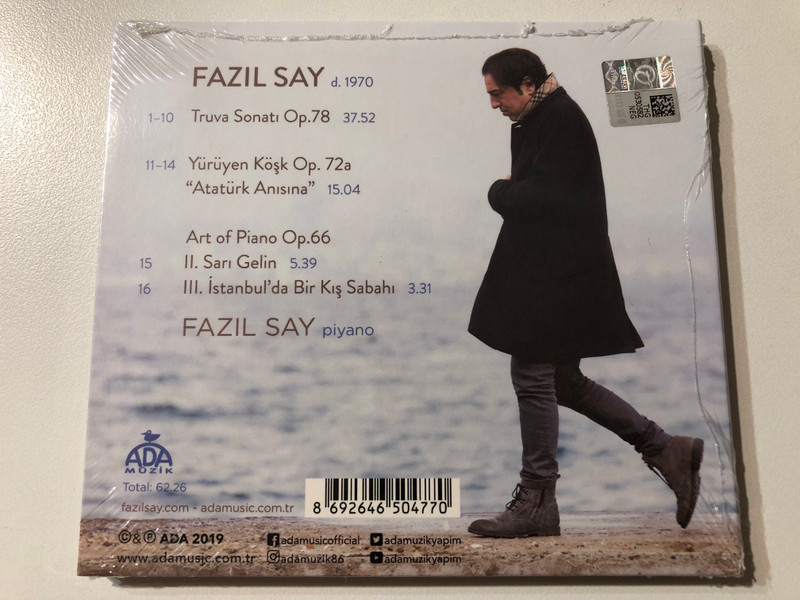 FAZIL SAY d. 1970
1-10 Truva Sonatı Op.78 37.52
11-14 Yürüyen Köşk Op. 72a
“Atatürk Anısına” 15.04
Art of Piano Op.66
15 II. Sarı Gelin 5.39
16 III. İstanbul’da Bir Kış Sabahı 3.31
FAZIL SAY piyano
ADA
MÜZİK
Total: 62.26
fazilsay.com - adamusic.com.tr
8 692646 504770
©&℗ ADA 2019
adamusicofficial
adamuzikyapim
www.adamusic.com.tr
adamuzik86
adamuzikyapim